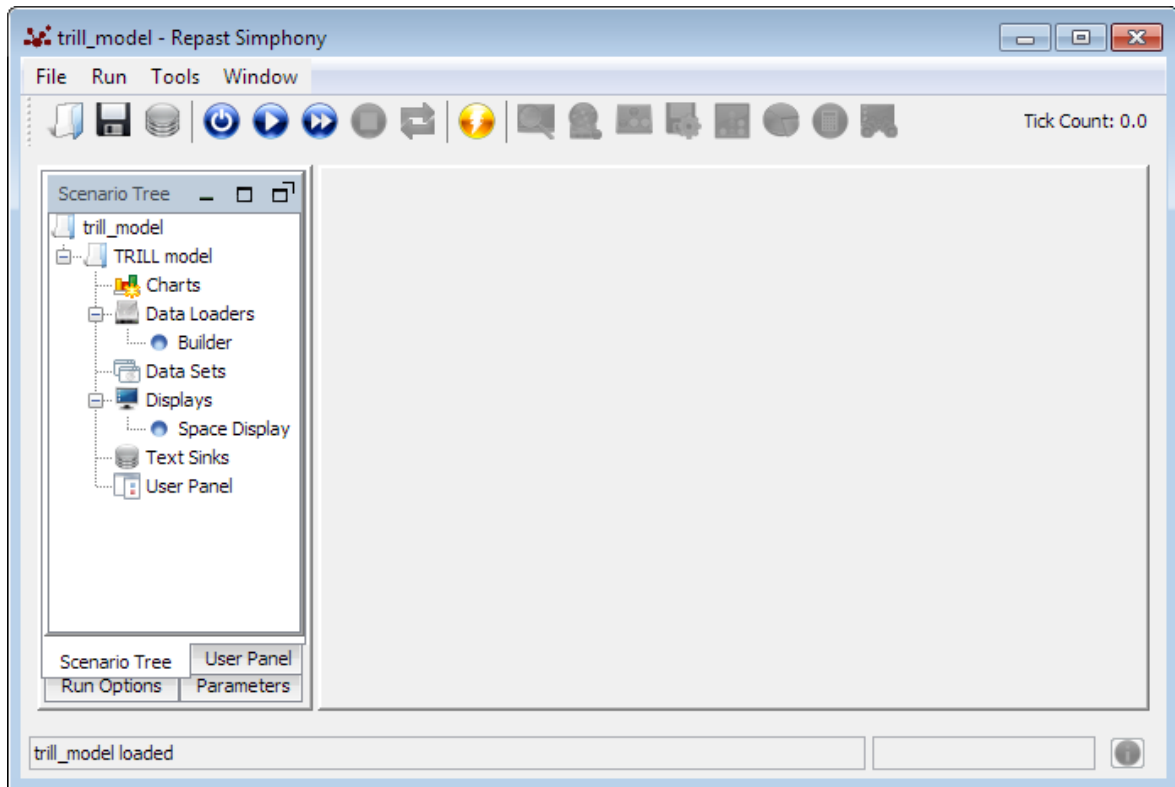 trill_model - Repast Simphony
File Run Tools Window
Tick Count: 0.0
Scenario Tree
trill_model
TRILL model
Charts
Data Loaders
Builder
Data Sets
Displays
Space Display
Text Sinks
User Panel
Scenario Tree User Panel
Run Options Parameters
trill_model loaded